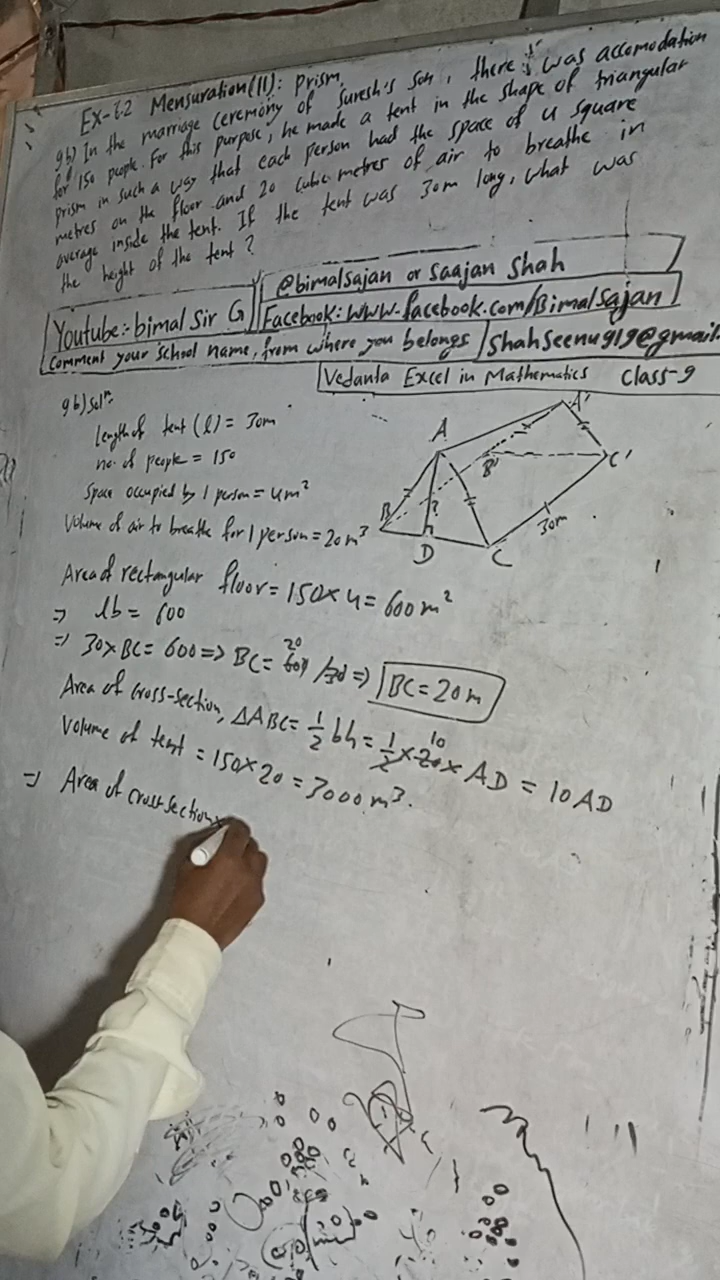 Ex-6.2 Mensuration(II): Prism
9b) In the marriage ceremony of Suresh's son, there was accomodation
for 150 people. For this purpose, he made a tent in the shape of triangular
prism in such a way that each person had the space of 4 square
metres on the floor and 20 cubic metres of air to breathe in
average inside the tent. If the tent was 30m long, what was
the height of the tent?
@bimalsajan or Saajan Shah
Youtube:- bimal Sir G
Facebook: www.facebook.com/Bimalsajan
Comment your school name, from where you belongs
Shahseenu919@gmail.
Vedanta Excel in Mathematics Class-9
9b) Solⁿ:
Length of tent (l) = 30m
no. of people = 150
Space occupied by 1 person = 4m²
Volume of air to breathe for 1 person = 20m³
A
A'
B
B'
C'
?
D
C
30m
Area of rectangular floor = 150×4 = 600m²
⇒ lb = 600
⇒ 30×BC = 600 ⇒ BC = 600/30 ⇒ BC = 20m
20
Area of cross-section, ΔABC = 1/2 bh = 1/2 × 20 × AD = 10AD
10
Volume of tent = 150×20 = 3000m³.
⇒ Area of cross section×